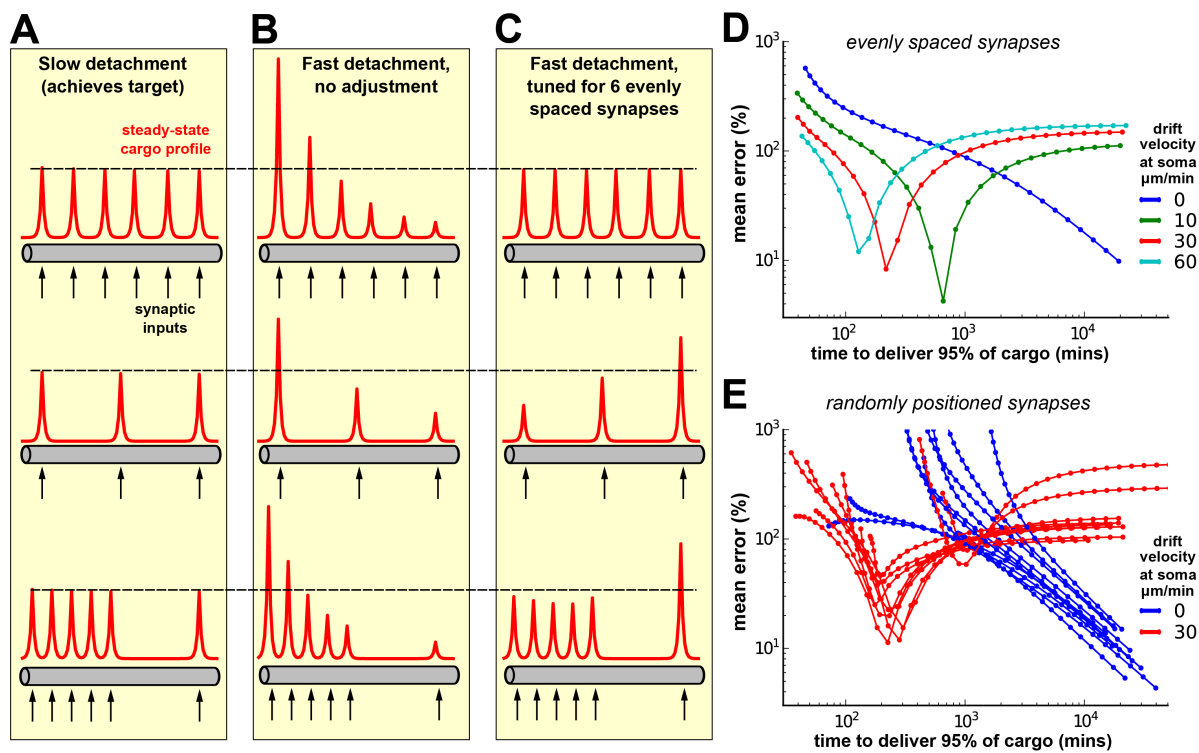 A
Slow detachment
(achieves target)
steady-state
cargo profile
synaptic
inputs
B
Fast detachment,
no adjustment
C
Fast detachment,
tuned for 6 evenly
spaced synapses
D
evenly spaced synapses
10³
10²
10¹
mean error (%)
10² 10³ 10⁴
time to deliver 95% of cargo (mins)
drift
velocity
at soma
µm/min
0
10
30
60
E
randomly positioned synapses
10³
10²
10¹
mean error (%)
10² 10³ 10⁴
time to deliver 95% of cargo (mins)
drift
velocity
at soma
µm/min
0
30